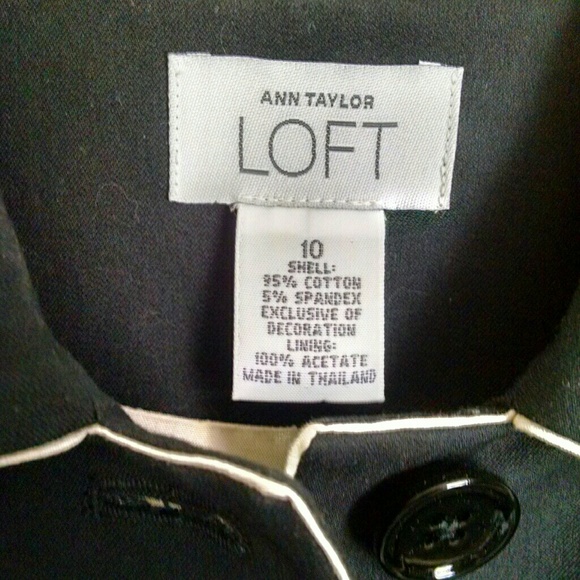 ANN TAYLOR
LOFT
10
SHELL:
95% COTTON
5% SPANDEX
EXCLUSIVE OF
DECORATION
LINING:
100% ACETATE
MADE IN THAILAND